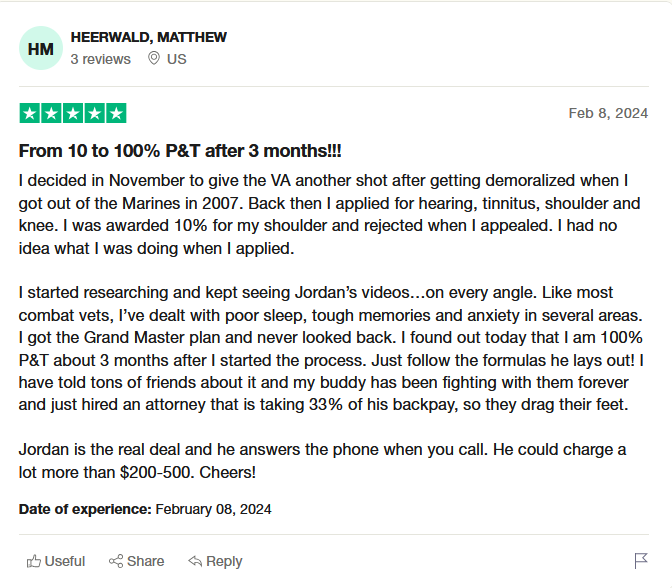 HM
HEERWALD, MATTHEW
3 reviews US
Feb 8, 2024
From 10 to 100% P&T after 3 months!!!
I decided in November to give the VA another shot after getting demoralized when I
got out of the Marines in 2007. Back then I applied for hearing, tinnitus, shoulder and
knee. I was awarded 10% for my shoulder and rejected when I appealed. I had no
idea what I was doing when I applied.
I started researching and kept seeing Jordan's videos…on every angle. Like most
combat vets, I've dealt with poor sleep, tough memories and anxiety in several areas.
I got the Grand Master plan and never looked back. I found out today that I am 100%
P&T about 3 months after I started the process. Just follow the formulas he lays out! I
have told tons of friends about it and my buddy has been fighting with them forever
and just hired an attorney that is taking 33% of his backpay, so they drag their feet.
Jordan is the real deal and he answers the phone when you call. He could charge a
lot more than $200-500. Cheers!
Date of experience: February 08, 2024
Useful Share Reply